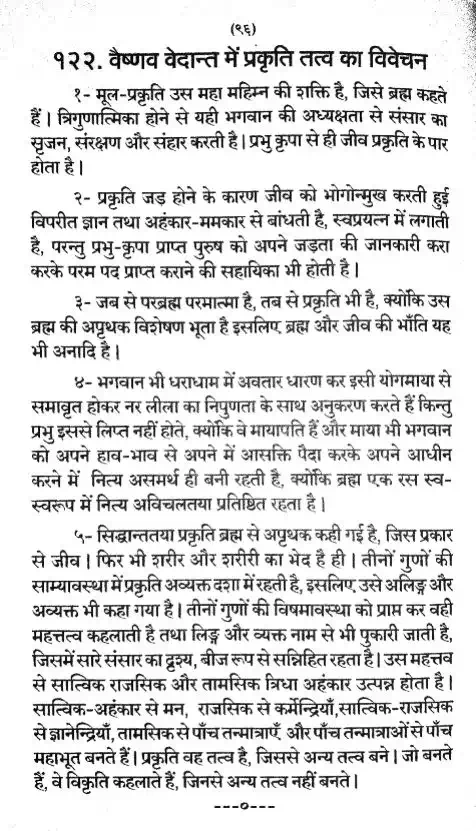 (९६)
१२२. वैष्णव वेदान्त में प्रकृति तत्व का विवेचन
१- मूल-प्रकृति उस महा महिम्न की शक्ति है, जिसे ब्रह्म कहते
हैं। त्रिगुणात्मिका होने से यही भगवान की अध्यक्षता से संसार का
सृजन, संरक्षण और संहार करती है। प्रभु कृपा से ही जीव प्रकृति के पार
होता है।
२- प्रकृति जड़ होने के कारण जीव को भोगोन्मुख करती हुई
विपरीत ज्ञान तथा अहंकार-ममकार से बांधती है, स्वप्रयत्न में लगाती
है, परन्तु प्रभु-कृपा प्राप्त पुरुष को अपने जड़ता की जानकारी करा
करके परम पद प्राप्त कराने की सहायिका भी होती है।
३- जब से परब्रह्म परमात्मा है, तब से प्रकृति भी है, क्योंकि उस
ब्रह्म की अपृथक विशेषण भूता है इसलिए ब्रह्म और जीव की भाँति यह
भी अनादि है।
४- भगवान भी धराधाम में अवतार धारण कर इसी योगमाया से
समावृत होकर नर लीला का निपुणता के साथ अनुकरण करते हैं किन्तु
प्रभु इससे लिप्त नहीं होते, क्योंकि वे मायापति हैं और माया भी भगवान
को अपने हाव-भाव से अपने में आसक्ति पैदा करके अपने आधीन
करने में नित्य असमर्थ ही बनी रहती है, क्योंकि ब्रह्म एक रस स्व-
स्वरूप में नित्य अविचलतया प्रतिष्ठित रहता है।
५- सिद्धान्ततया प्रकृति ब्रह्म से अपृथक कही गई है, जिस प्रकार
से जीव। फिर भी शरीर और शरीरी का भेद है ही। तीनों गुणों की
साम्यावस्था में प्रकृति अव्यक्त दशा में रहती है, इसलिए उसे अलिङ्ग और
अव्यक्त भी कहा गया है। तीनों गुणों की विषमावस्था को प्राप्त कर वही
महत्तत्व कहलाती है तथा लिङ्ग और व्यक्त नाम से भी पुकारी जाती है,
जिसमें सारे संसार का दृश्य, बीज रूप से सन्निहित रहता है। उस महत्तव
से सात्विक राजसिक और तामसिक त्रिधा अहंकार उत्पन्न होता है।
सात्विक-अहंकार से मन, राजसिक से कर्मेन्द्रियाँ,सात्विक-राजसिक
से ज्ञानेन्द्रियाँ, तामसिक से पाँच तन्मात्राएँ और पाँच तन्मात्राओं से पाँच
महाभूत बनते हैं। प्रकृति वह तत्व है, जिससे अन्य तत्व बने। जो बनते
हैं, वे विकृति कहलाते हैं, जिनसे अन्य तत्व नहीं बनते।
---०---